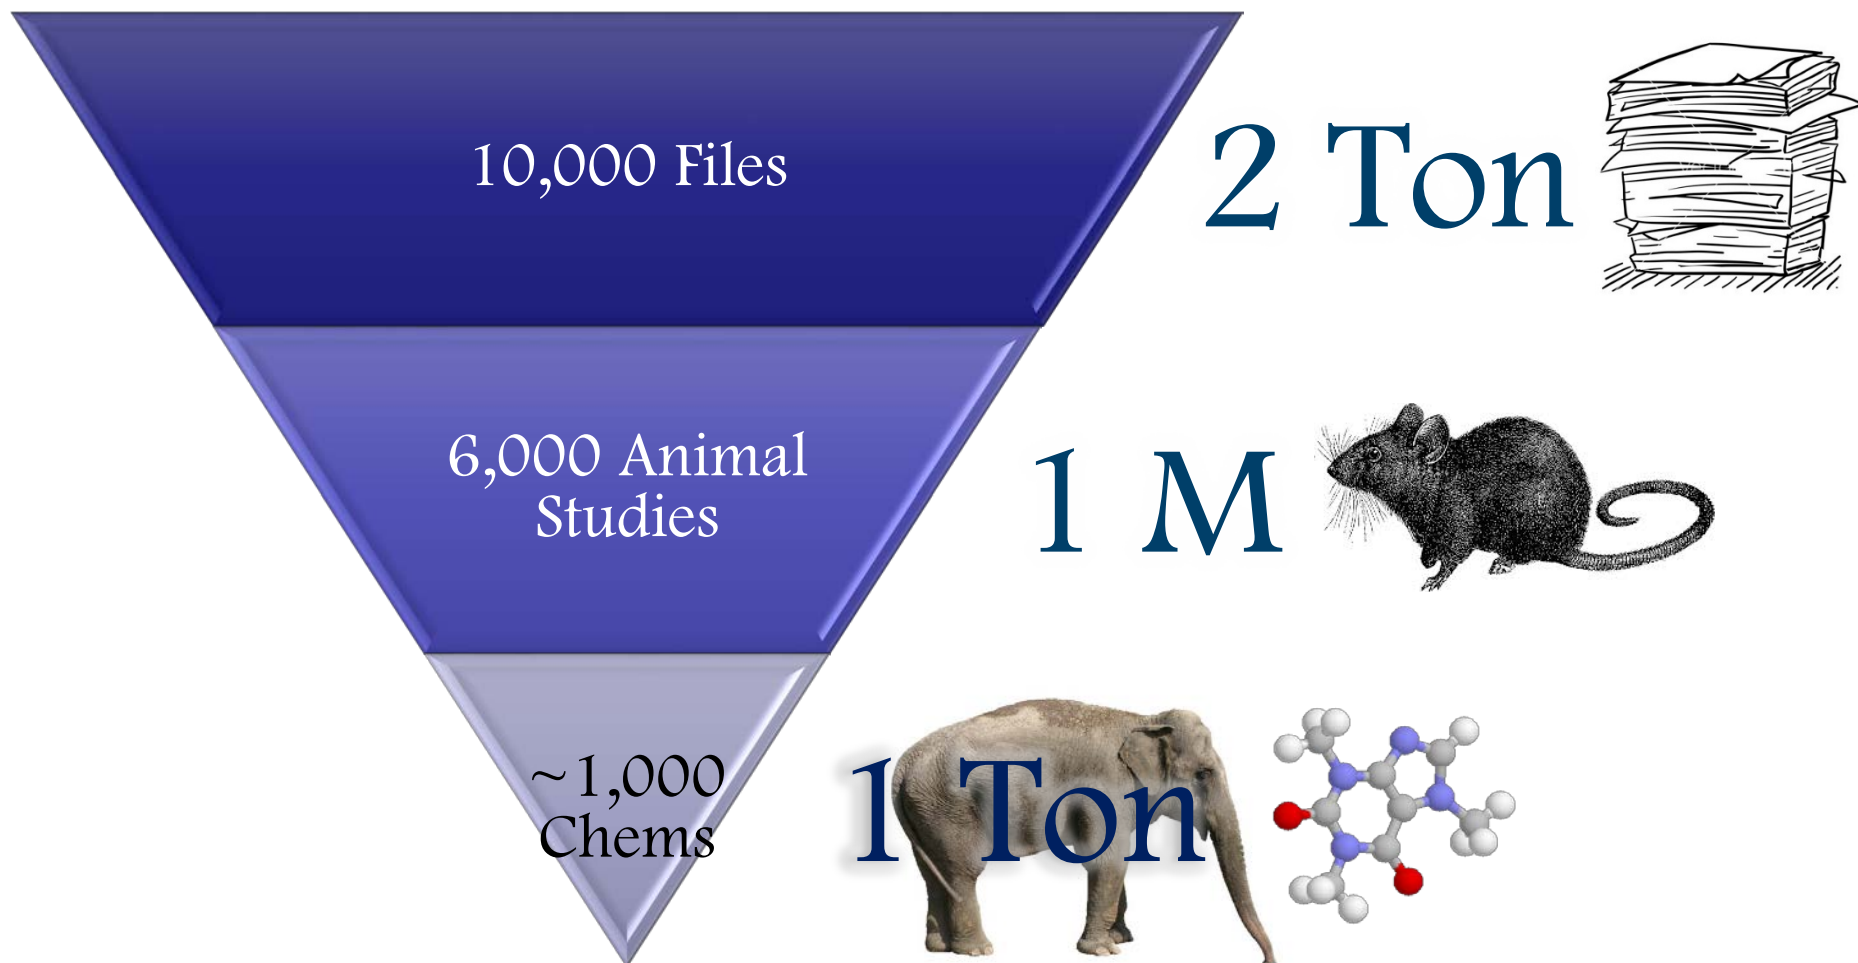 10,000 Files
2 Ton
6,000 Animal
Studies
1 M
~1,000
Chems
1 Ton